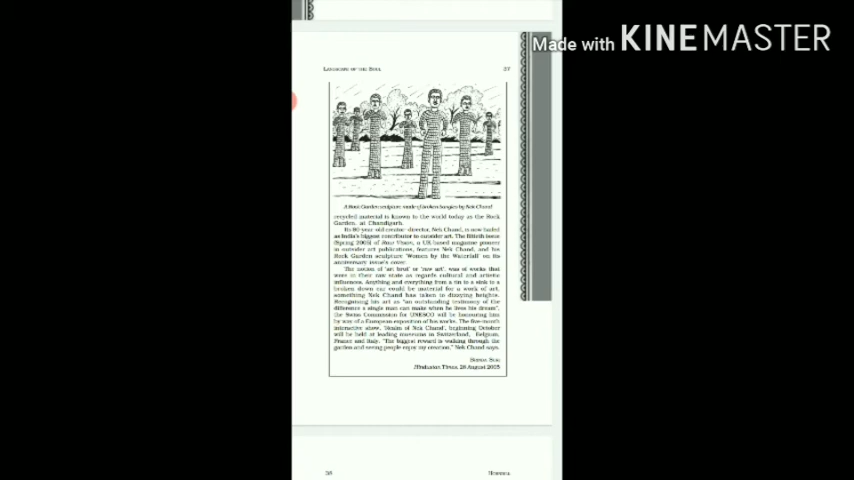 Made with KINEMASTER
LANDSCAPE OF THE SOUL 37
A Rock Garden sculpture made of broken bangles by Nek Chand
recycled material is known to the world today as the Rock
Garden, at Chandigarh.
Its 80-year-old creator-director, Nek Chand, is now hailed
as India's biggest contributor to outsider art. The fiftieth issue
(Spring 2005) of Raw Vision, a UK-based magazine pioneer
in outsider art publications, features Nek Chand, and his
Rock Garden sculpture 'Women by the Waterfall' on its
anniversary issue's cover.
The notion of 'art brut' or 'raw art', was of works that
were in their raw state as regards cultural and artistic
influences. Anything and everything from a tin to a sink to a
broken down car could be material for a work of art,
something Nek Chand has taken to dizzying heights.
Recognising his art as "an outstanding testimony of the
difference a single man can make when he lives his dream",
the Swiss Commission for UNESCO will be honouring him
by way of a European exposition of his works. The five-month
interactive show, 'Realm of Nek Chand', beginning October
will be held at leading museums in Switzerland, Belgium,
France and Italy. "The biggest reward is walking through the
garden and seeing people enjoy my creation," Nek Chand says.
Hindustan Times, 28 August 2005
38 HORNBILL